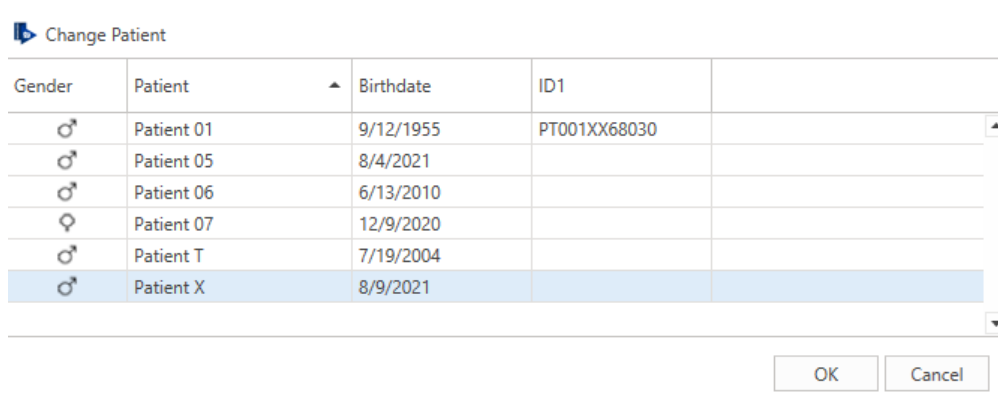 Change Patient
Gender Patient Birthdate ID1
Patient 01 9/12/1955 PT001XX68030
Patient 05 8/4/2021
Patient 06 6/13/2010
Patient 07 12/9/2020
Patient T 7/19/2004
Patient X 8/9/2021
OK Cancel